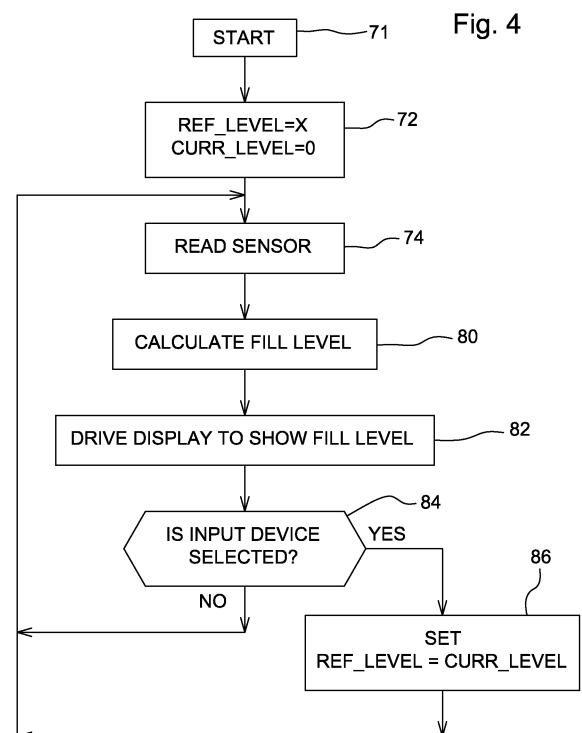 Fig. 4
START
71
REF_LEVEL=X
CURR_LEVEL=0
72
READ SENSOR
74
CALCULATE FILL LEVEL
80
DRIVE DISPLAY TO SHOW FILL LEVEL
82
IS INPUT DEVICE
SELECTED?
84
YES
NO
86
SET
REF_LEVEL = CURR_LEVEL